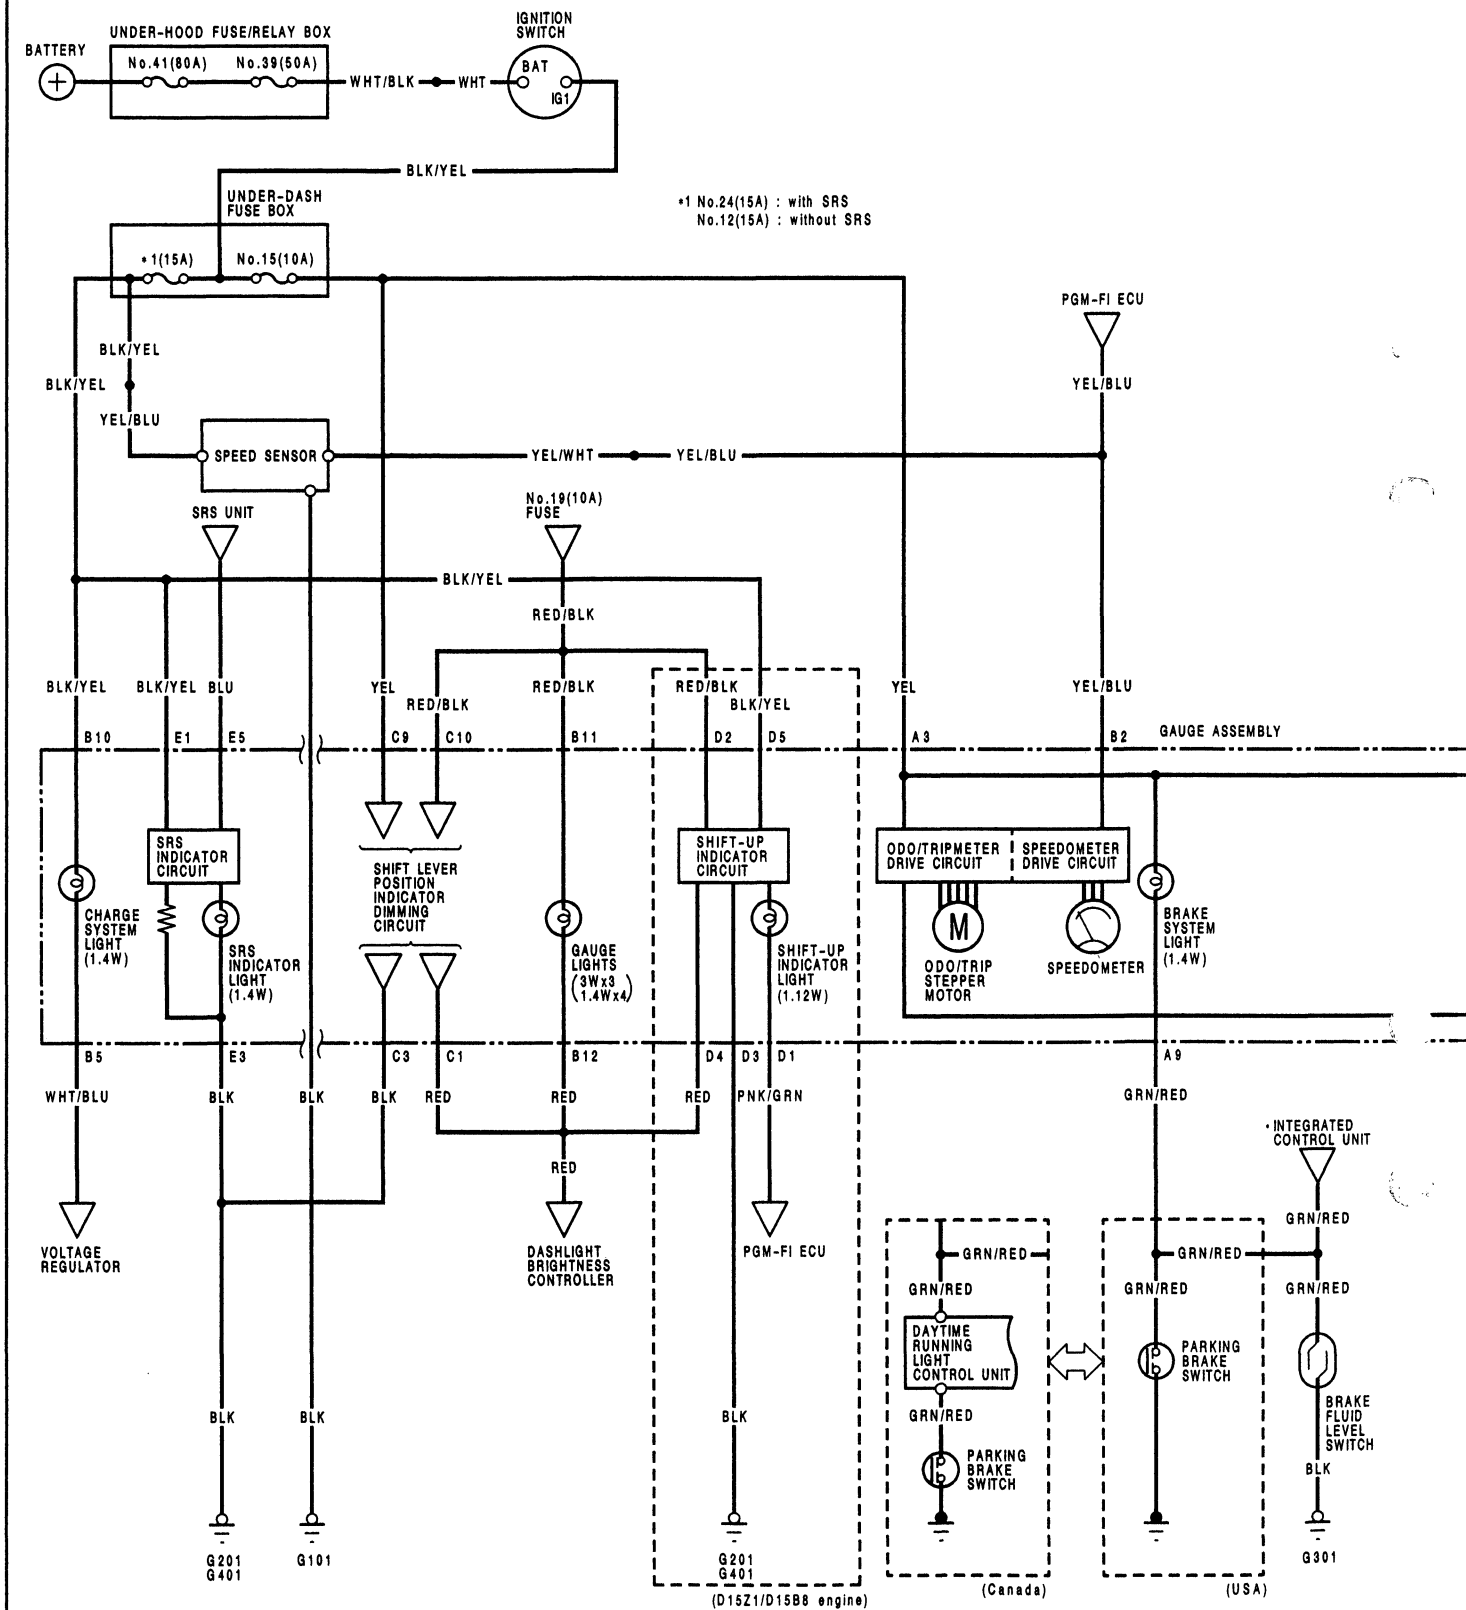 UNDER-HOOD FUSE/RELAY BOX
IGNITION
SWITCH
BATTERY
No.41(80A)
No.39(50A)
WHT/BLK
WHT
BAT
IG1
BLK/YEL
UNDER-DASH
FUSE BOX
*1 No.24(15A) : with SRS
No.12(15A) : without SRS
*1(15A)
No.15(10A)
PGM-FI ECU
BLK/YEL
BLK/YEL
YEL/BLU
YEL/BLU
SPEED SENSOR
YEL/WHT
YEL/BLU
SRS UNIT
No.19(10A)
FUSE
BLK/YEL
RED/BLK
BLK/YEL
BLK/YEL
BLU
YEL
RED/BLK
RED/BLK
RED/BLK
BLK/YEL
YEL
YEL/BLU
B10
E1
E5
C9
C10
B11
D2
D5
A3
B2
GAUGE ASSEMBLY
SRS
INDICATOR
CIRCUIT
SHIFT LEVER
POSITION
INDICATOR
DIMMING
CIRCUIT
SHIFT-UP
INDICATOR
CIRCUIT
ODO/TRIPMETER
DRIVE CIRCUIT
SPEEDOMETER
DRIVE CIRCUIT
CHARGE
SYSTEM
LIGHT
(1.4W)
SRS
INDICATOR
LIGHT
(1.4W)
GAUGE
LIGHTS
(3Wx3
1.4Wx4)
SHIFT-UP
INDICATOR
LIGHT
(1.12W)
M
ODO/TRIP
STEPPER
MOTOR
SPEEDOMETER
BRAKE
SYSTEM
LIGHT
(1.4W)
B5
E3
C3
C1
B12
D4
D3
D1
A9
WHT/BLU
BLK
BLK
BLK
RED
RED
RED
PNK/GRN
GRN/RED
*INTEGRATED
CONTROL UNIT
RED
VOLTAGE
REGULATOR
DASHLIGHT
BRIGHTNESS
CONTROLLER
PGM-FI ECU
GRN/RED
GRN/RED
GRN/RED
GRN/RED
GRN/RED
GRN/RED
DAYTIME
RUNNING
LIGHT
CONTROL UNIT
PARKING
BRAKE
SWITCH
BRAKE
FLUID
LEVEL
SWITCH
BLK
BLK
BLK
GRN/RED
PARKING
BRAKE
SWITCH
BLK
G201
G401
G101
G201
G401
G301
(D15Z1/D15B8 engine)
(Canada)
(USA)